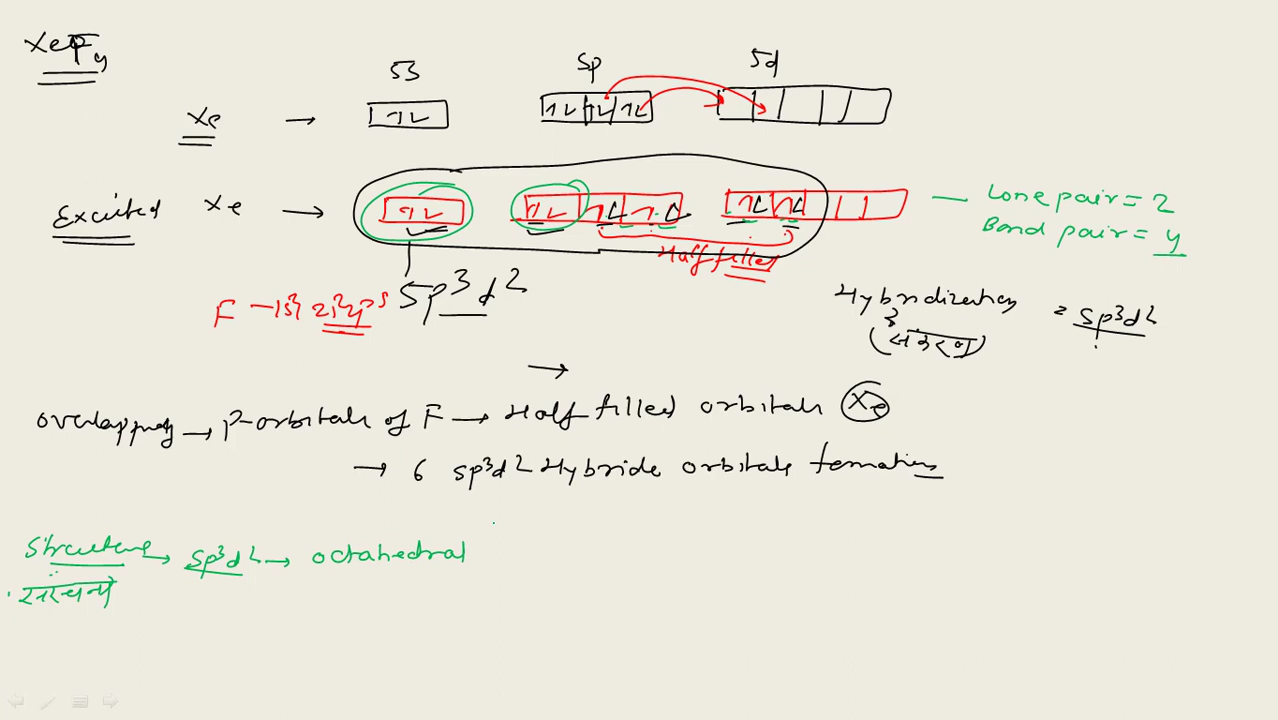 XeF₄
5s 5p 5d
Xe →
Excited Xe → — Lone pair = 2
Bond pair = 4
Half filled
sp³d²
F – 1s² 2s² 2p⁵
Hybridization = sp³d²
(संकरण)
→
overlapping → P-orbitals of F → Half filled orbitals Xe
→ 6 sp³d² Hybride orbitals formation
Structure → sp³d² → octahedral
संरचना